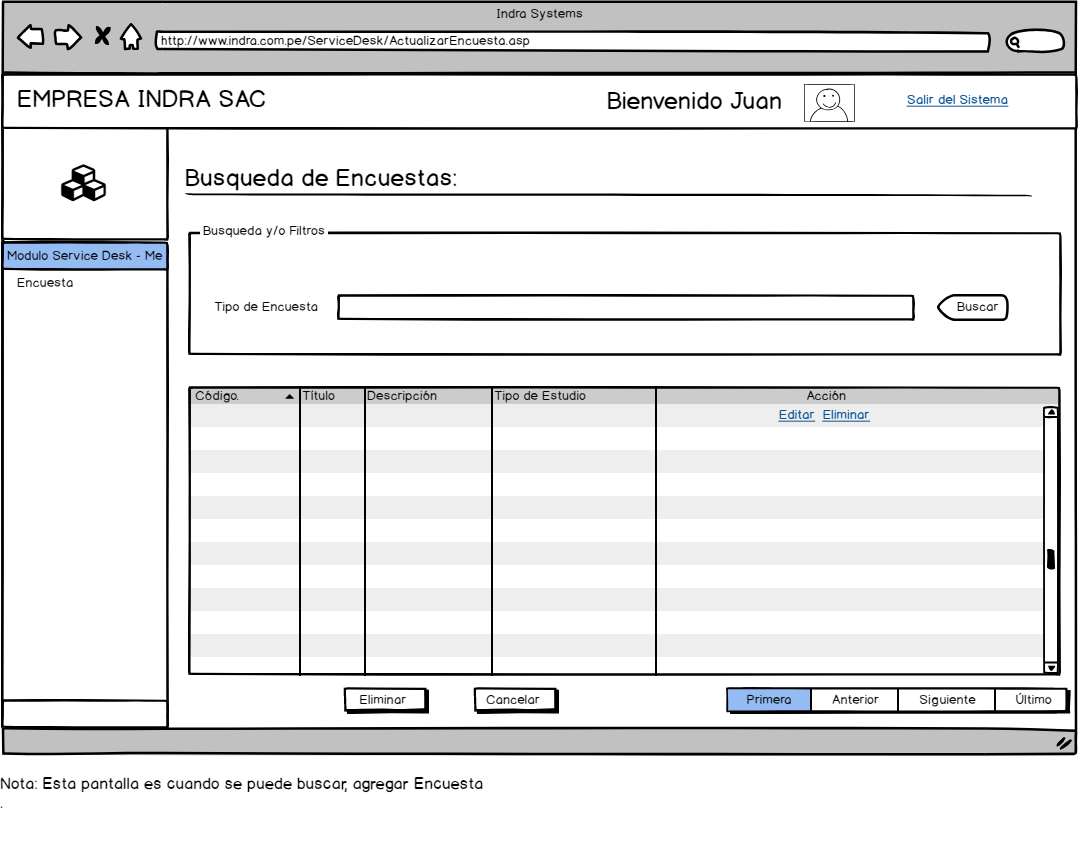 Indra Systems
http://www.indra.com.pe/ServiceDesk/ActualizarEncuesta.asp
EMPRESA INDRA SAC
Bienvenido Juan
Salir del Sistema
Busqueda de Encuestas:
Busqueda y/o Filtros
Modulo Service Desk - Me
Encuesta
Tipo de Encuesta
Buscar
Código. Título Descripción Tipo de Estudio Acción
Editar Eliminar
Eliminar Cancelar Primera Anterior Siguiente Último
Nota: Esta pantalla es cuando se puede buscar, agregar Encuesta
.